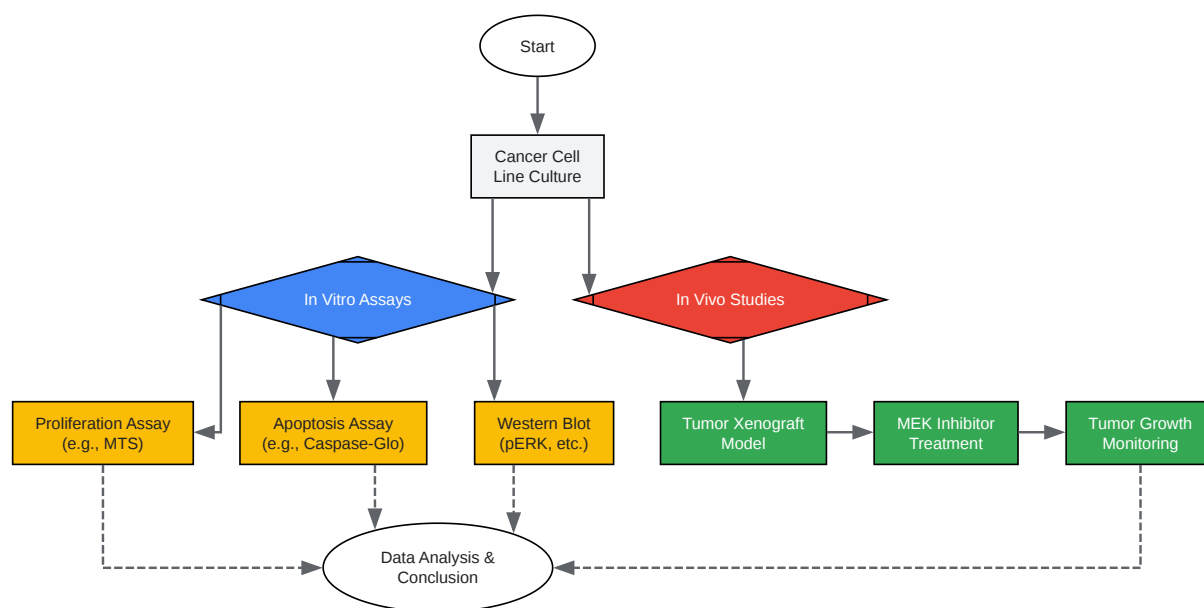 Start
Cancer Cell
Line Culture
In Vitro Assays
In Vivo Studies
Proliferation Assay
(e.g., MTS)
Apoptosis Assay
(e.g., Caspase-Glo)
Western Blot
(pERK, etc.)
Tumor Xenograft
Model
MEK Inhibitor
Treatment
Tumor Growth
Monitoring
Data Analysis &
Conclusion